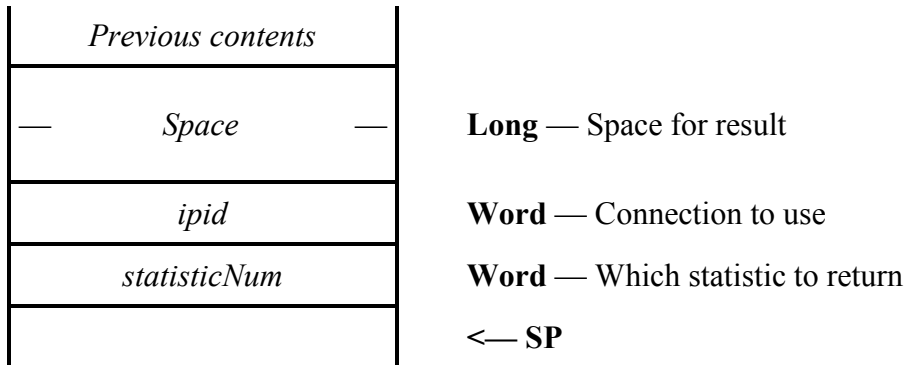 Previous contents
— Space — Long — Space for result
ipid Word — Connection to use
statisticNum Word — Which statistic to return
<— SP